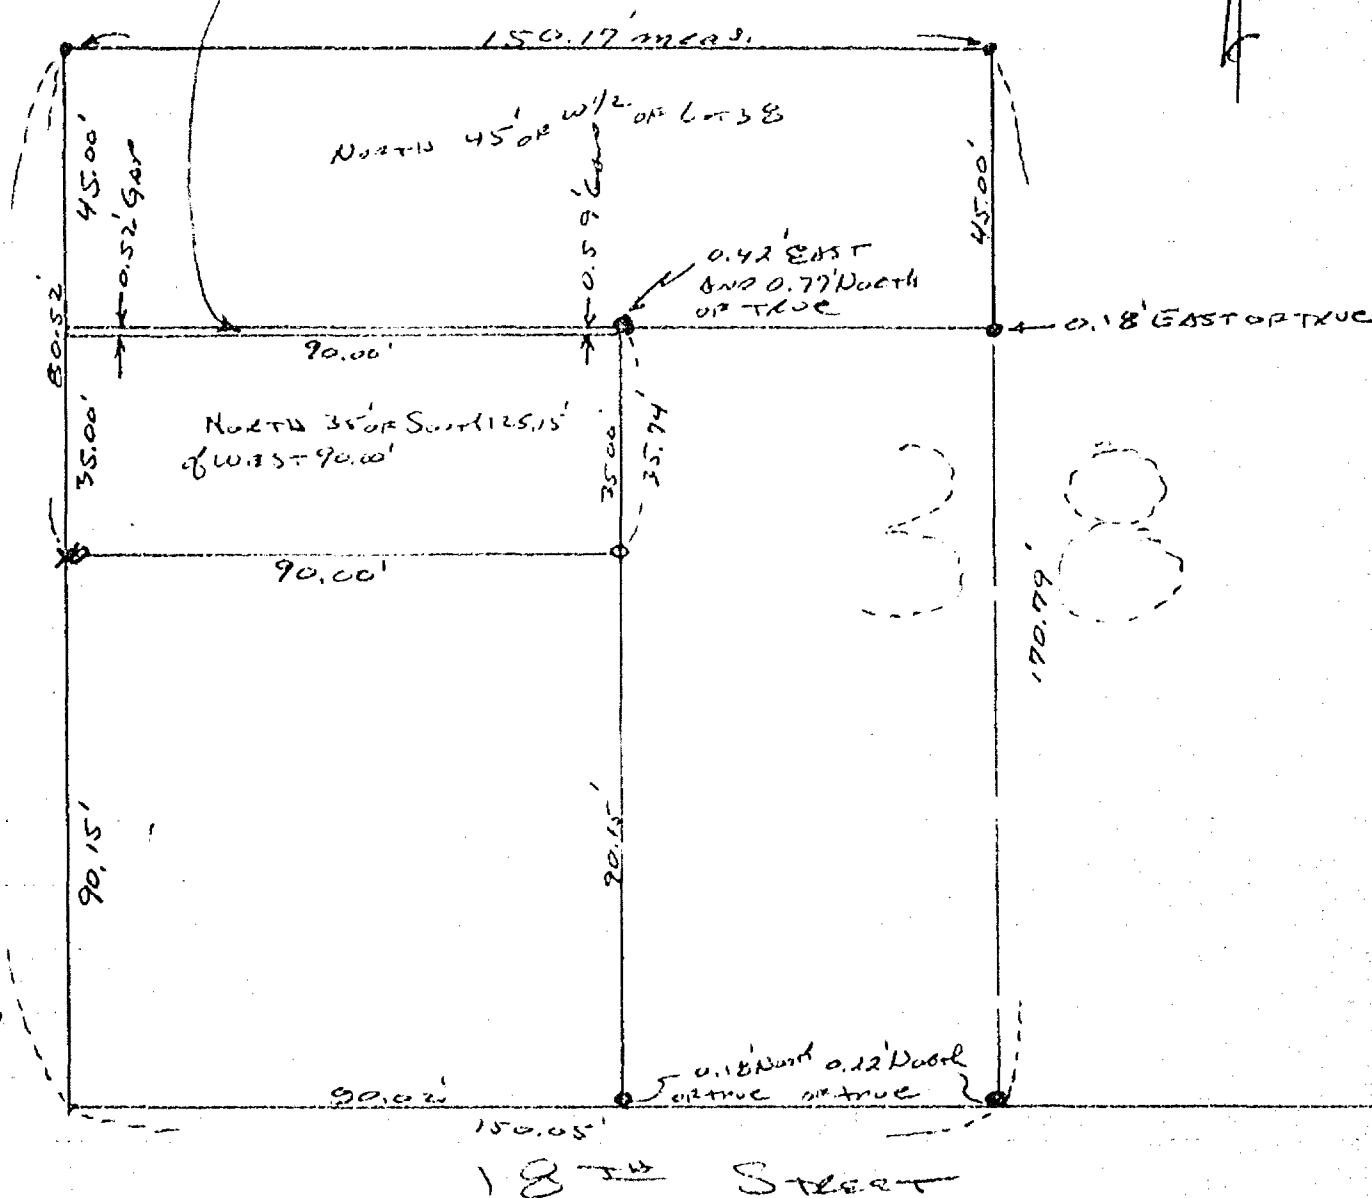 150.17' meas.
NORTH 45' OF W 1/2 OF LOT 38
45.00'
0.52' GAP
0.59' GAP
45.00'
0.42' EAST
AND 0.77' NORTH
OF TRUE
0.18' EAST OF TRUE
80.52'
90.00'
NORTH 35' OF SOUTH 125.15'
of WEST 90.00'
35.00'
35.00
35.74'
38
90.00'
170.79'
90.15'
90.15'
0.18' North 0.22' North
OF TRUE OF TRUE
90.02'
150.05'
18TH STREET